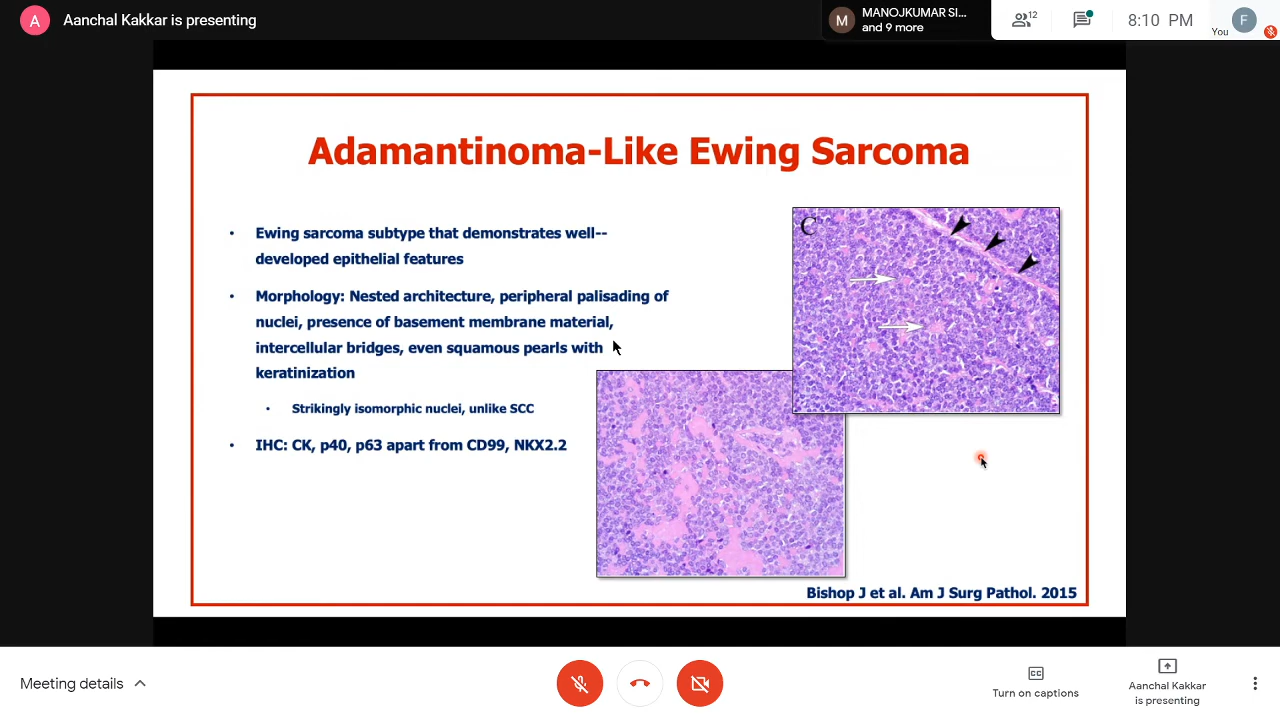 A
Aanchal Kakkar is presenting
M
MANOJKUMAR SI...
and 9 more
12
8:10 PM
You
F
Adamantinoma-Like Ewing Sarcoma
• Ewing sarcoma subtype that demonstrates well--
developed epithelial features
• Morphology: Nested architecture, peripheral palisading of
nuclei, presence of basement membrane material,
intercellular bridges, even squamous pearls with
keratinization
• Strikingly isomorphic nuclei, unlike SCC
• IHC: CK, p40, p63 apart from CD99, NKX2.2
C
Bishop J et al. Am J Surg Pathol. 2015
Meeting details
CC
Turn on captions
Aanchal Kakkar
is presenting